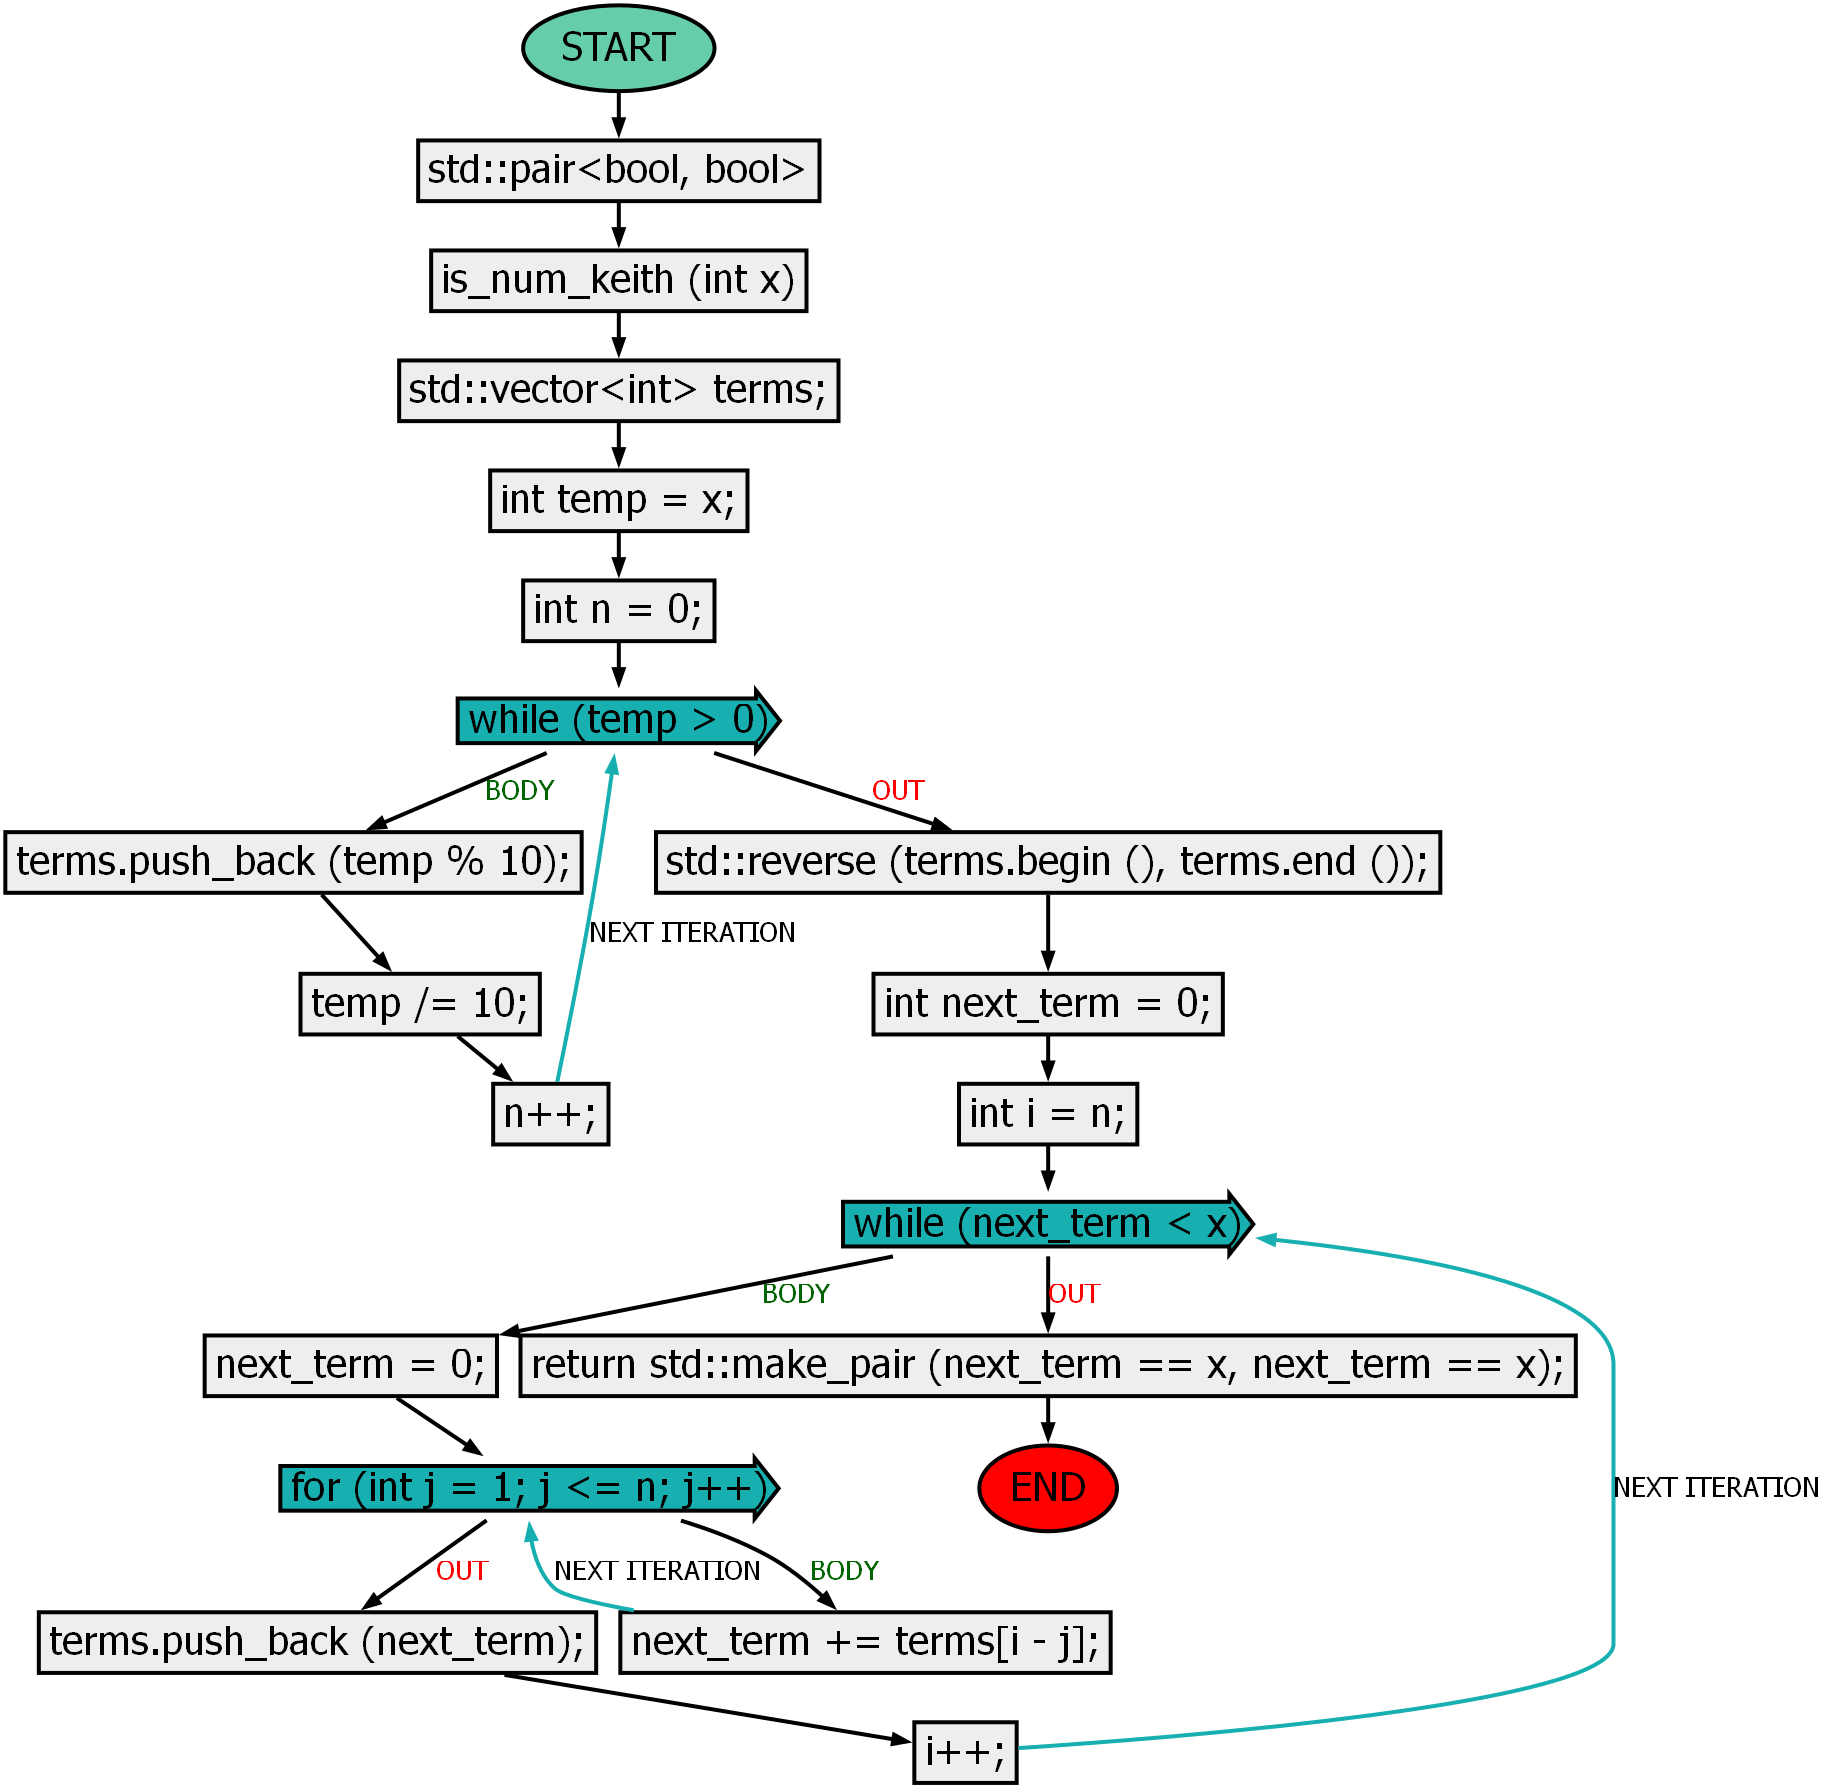 START
std::pair<bool, bool>
is_num_keith (int x)
std::vector<int> terms;
int temp = x;
int n = 0;
while (temp > 0)
BODY
OUT
terms.push_back (temp % 10);
std::reverse (terms.begin (), terms.end ());
NEXT ITERATION
temp /= 10;
int next_term = 0;
n++;
int i = n;
while (next_term < x)
BODY
OUT
next_term = 0;
return std::make_pair (next_term == x, next_term == x);
for (int j = 1; j <= n; j++)
END
NEXT ITERATION
OUT
NEXT ITERATION
BODY
terms.push_back (next_term);
next_term += terms[i - j];
i++;